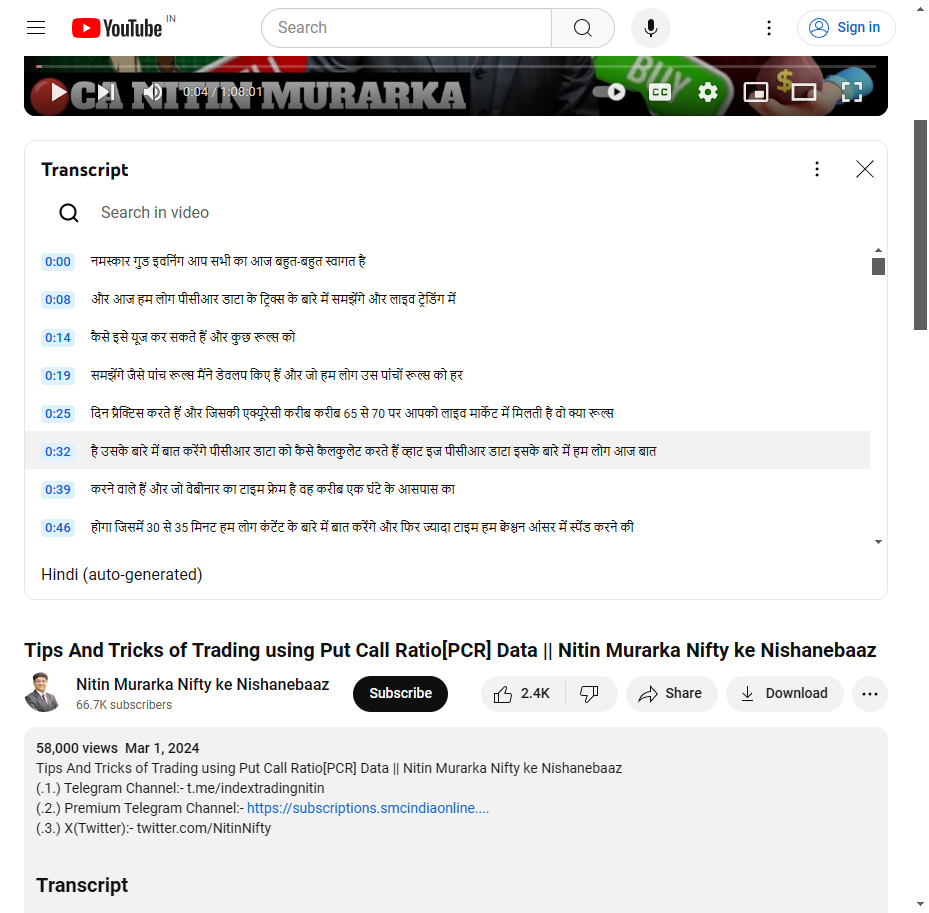 YouTube IN
Search
Sign in
BUY
$
CA NITIN MURARKA
0:04 / 1:08:01
CC
Transcript
Search in video
0:00 नमस्कार गुड इवनिंग आप सभी का आज बहुत-बहुत स्वागत है
0:08 और आज हम लोग पीसीआर डाटा के ट्रिक्स के बारे में समझेंगे और लाइव ट्रेडिंग में
0:14 कैसे इसे यूज कर सकते हैं और कुछ रूल्स को
0:19 समझेंगे जैसे पांच रूल्स मैंने डेवलप किए हैं और जो हम लोग उस पांचों रूल्स को हर
0:25 दिन प्रैक्टिस करते हैं और जिसकी एक्यूरेसी करीब करीब 65 से 70 पर आपको लाइव मार्केट में मिलती है वो क्या रूल्स
0:32 है उसके बारे में बात करेंगे पीसीआर डाटा को कैसे कैलकुलेट करते हैं व्हाट इज पीसीआर डाटा इसके बारे में हम लोग आज बात
0:39 करने वाले हैं और जो वेबीनार का टाइम फ्रेम है वह करीब एक घंटे के आसपास का
0:46 होगा जिसमें 30 से 35 मिनट हम लोग कंटेंट के बारे में बात करेंगे और फिर ज्यादा टाइम हम क्वेश्चन आंसर में स्पेंड करने की
Hindi (auto-generated)
Tips And Tricks of Trading using Put Call Ratio[PCR] Data || Nitin Murarka Nifty ke Nishanebaaz
Nitin Murarka Nifty ke Nishanebaaz
66.7K subscribers
Subscribe
2.4K
Share
Download
58,000 views Mar 1, 2024
Tips And Tricks of Trading using Put Call Ratio[PCR] Data || Nitin Murarka Nifty ke Nishanebaaz
(.1.) Telegram Channel:- t.me/indextradingnitin
(.2.) Premium Telegram Channel:- https://subscriptions.smcindiaonline....
(.3.) X(Twitter):- twitter.com/NitinNifty
Transcript